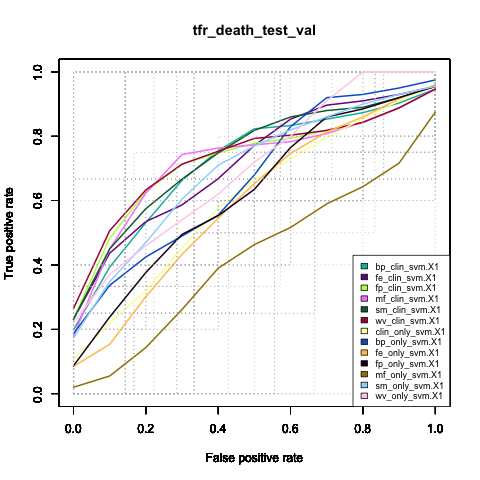 tfr_death_test_val
True positive rate
1.0
0.8
0.6
0.4
0.2
0.0
bp_clin_svm.X1
fe_clin_svm.X1
fp_clin_svm.X1
mf_clin_svm.X1
sm_clin_svm.X1
wv_clin_svm.X1
clin_only_svm.X1
bp_only_svm.X1
fe_only_svm.X1
fp_only_svm.X1
mf_only_svm.X1
sm_only_svm.X1
wv_only_svm.X1
0.0 0.2 0.4 0.6 0.8 1.0
False positive rate